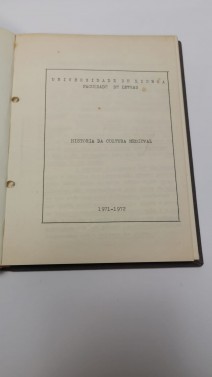 UNIVERSIDADE DE LISBOA
FACULDADE DE LETRAS
HISTORIA DA CULTURA MEDIEVAL
1971-1972